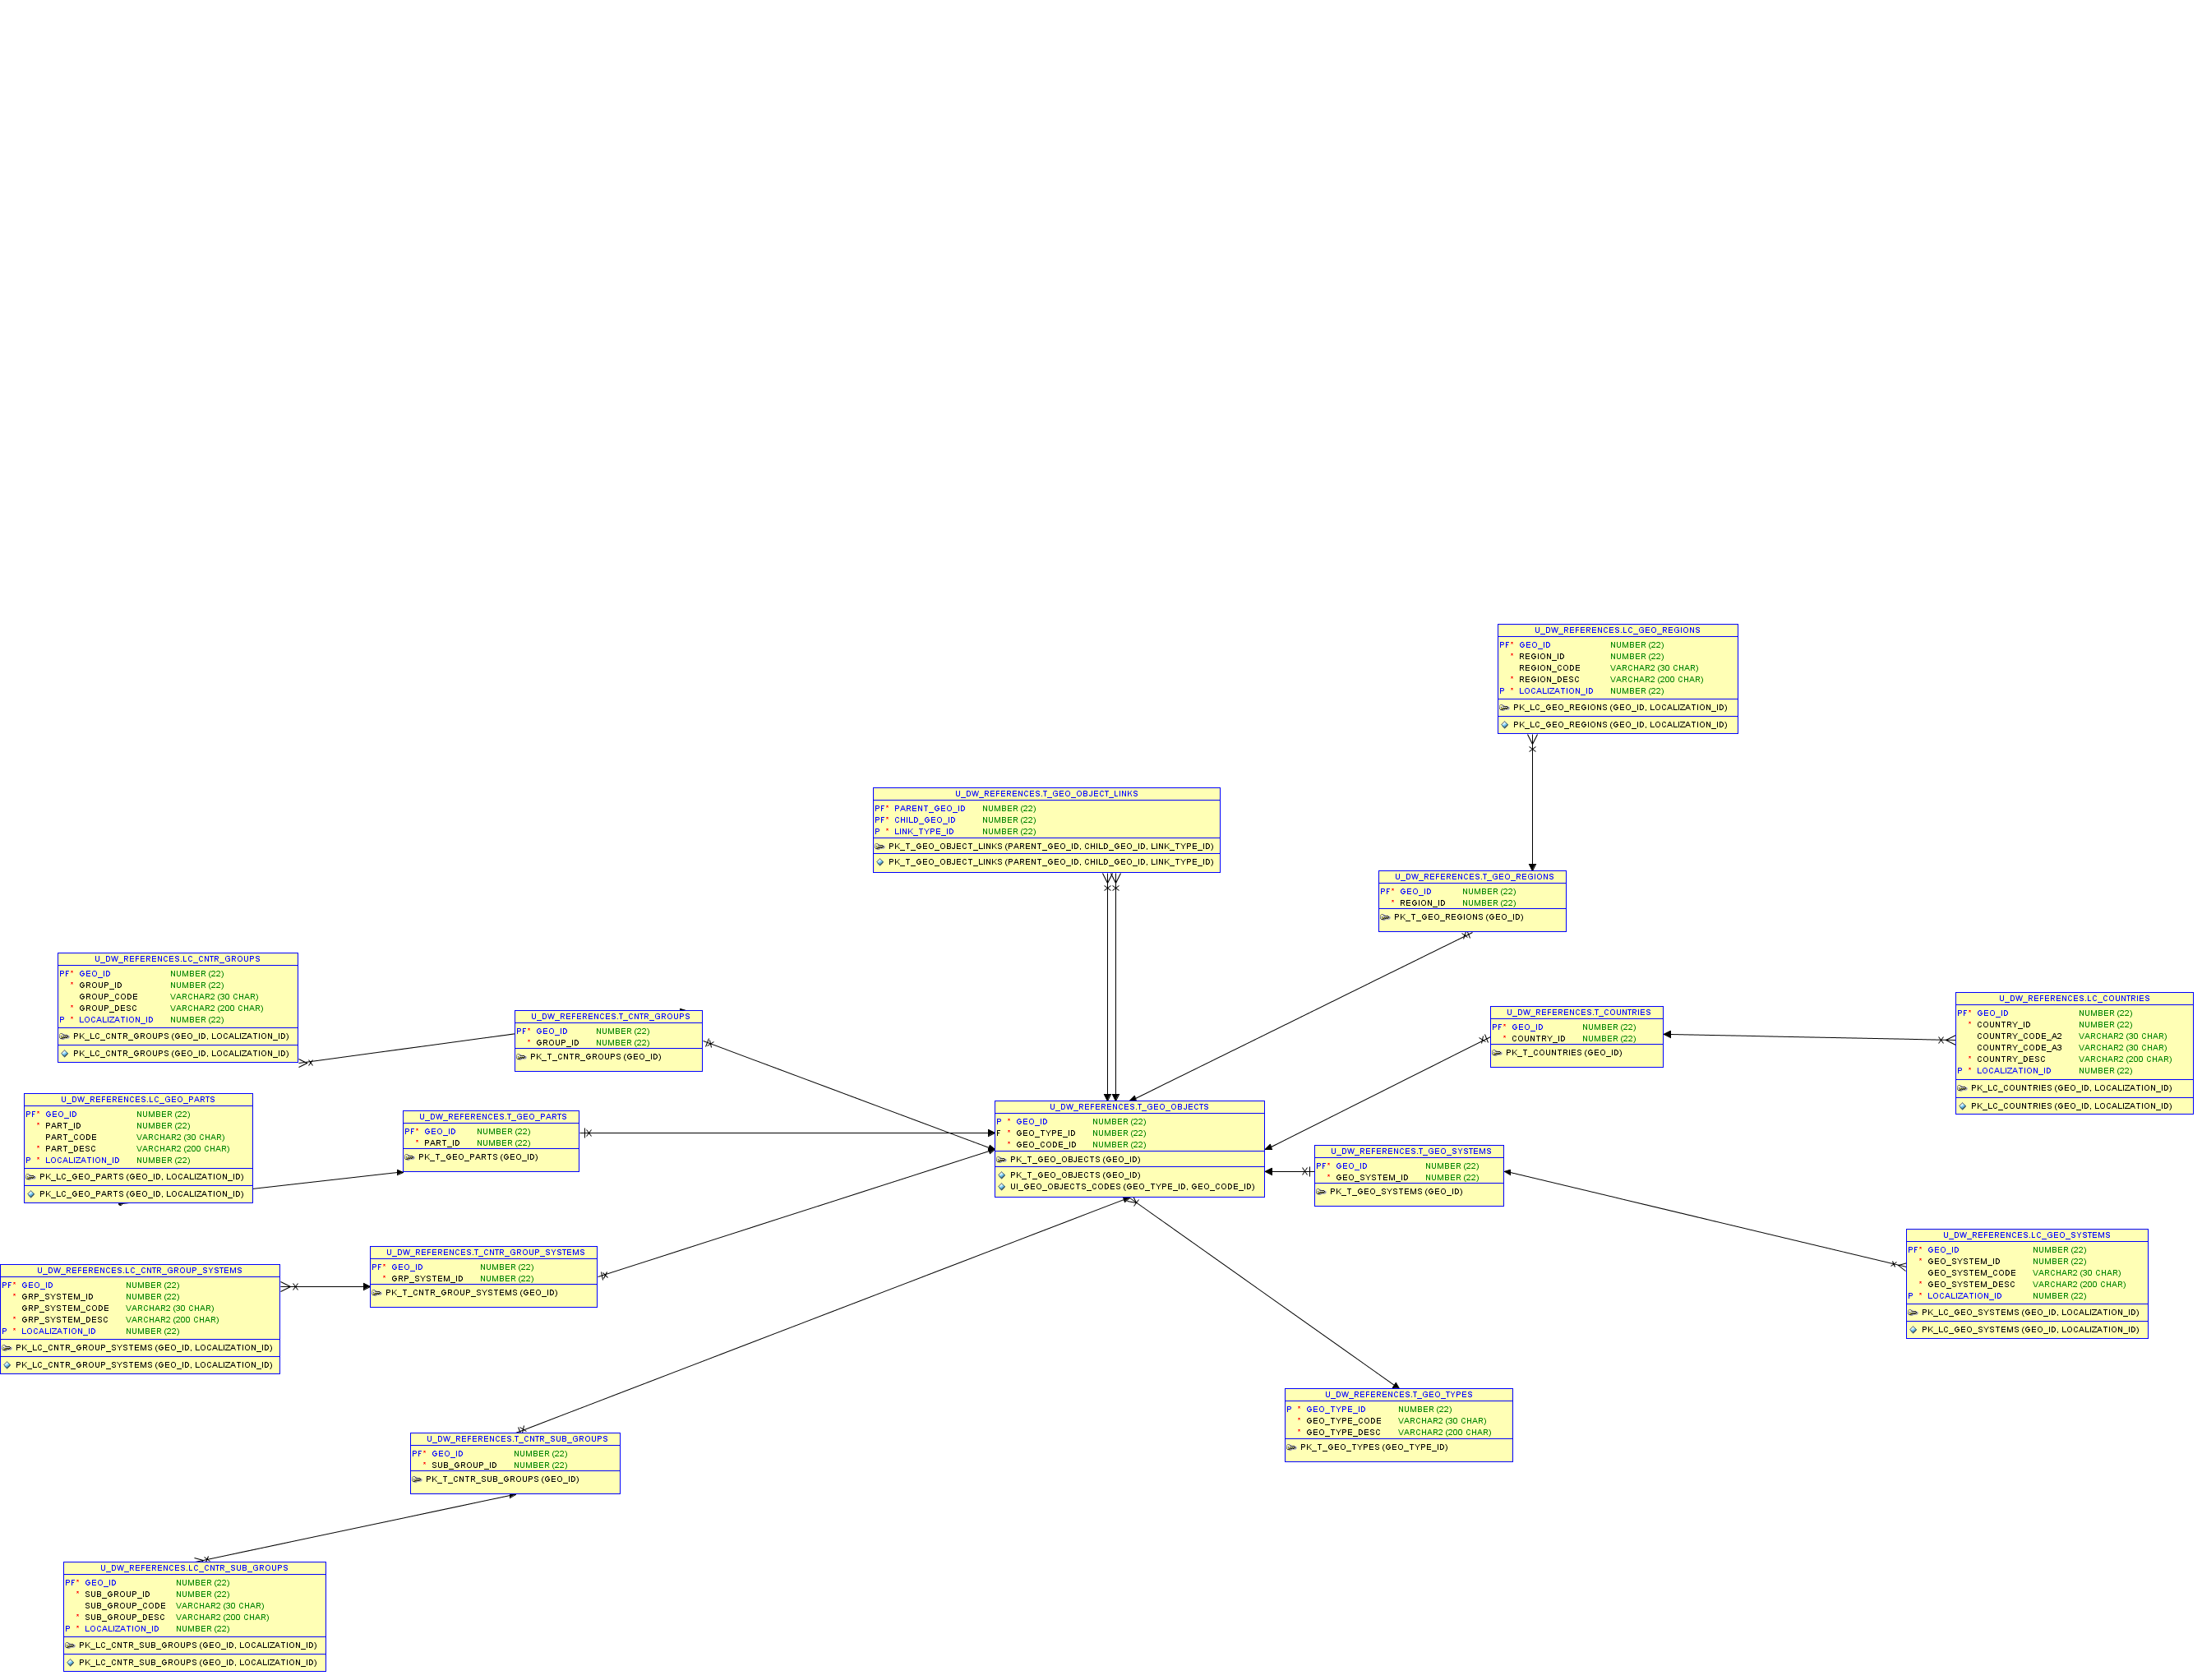 U_DW_REFERENCES.LC_GEO_REGIONS
PF* GEO_ID NUMBER (22)
* REGION_ID NUMBER (22)
REGION_CODE VARCHAR2 (30 CHAR)
* REGION_DESC VARCHAR2 (200 CHAR)
P * LOCALIZATION_ID NUMBER (22)
PK_LC_GEO_REGIONS (GEO_ID, LOCALIZATION_ID)
PK_LC_GEO_REGIONS (GEO_ID, LOCALIZATION_ID)
U_DW_REFERENCES.T_GEO_OBJECT_LINKS
PF* PARENT_GEO_ID NUMBER (22)
PF* CHILD_GEO_ID NUMBER (22)
P * LINK_TYPE_ID NUMBER (22)
PK_T_GEO_OBJECT_LINKS (PARENT_GEO_ID, CHILD_GEO_ID, LINK_TYPE_ID)
PK_T_GEO_OBJECT_LINKS (PARENT_GEO_ID, CHILD_GEO_ID, LINK_TYPE_ID)
U_DW_REFERENCES.T_GEO_REGIONS
PF* GEO_ID NUMBER (22)
* REGION_ID NUMBER (22)
PK_T_GEO_REGIONS (GEO_ID)
U_DW_REFERENCES.LC_CNTR_GROUPS
PF* GEO_ID NUMBER (22)
* GROUP_ID NUMBER (22)
GROUP_CODE VARCHAR2 (30 CHAR)
* GROUP_DESC VARCHAR2 (200 CHAR)
P * LOCALIZATION_ID NUMBER (22)
PK_LC_CNTR_GROUPS (GEO_ID, LOCALIZATION_ID)
PK_LC_CNTR_GROUPS (GEO_ID, LOCALIZATION_ID)
U_DW_REFERENCES.T_CNTR_GROUPS
PF* GEO_ID NUMBER (22)
* GROUP_ID NUMBER (22)
PK_T_CNTR_GROUPS (GEO_ID)
U_DW_REFERENCES.T_COUNTRIES
PF* GEO_ID NUMBER (22)
* COUNTRY_ID NUMBER (22)
PK_T_COUNTRIES (GEO_ID)
U_DW_REFERENCES.LC_COUNTRIES
PF* GEO_ID NUMBER (22)
* COUNTRY_ID NUMBER (22)
COUNTRY_CODE_A2 VARCHAR2 (30 CHAR)
COUNTRY_CODE_A3 VARCHAR2 (30 CHAR)
* COUNTRY_DESC VARCHAR2 (200 CHAR)
P * LOCALIZATION_ID NUMBER (22)
PK_LC_COUNTRIES (GEO_ID, LOCALIZATION_ID)
PK_LC_COUNTRIES (GEO_ID, LOCALIZATION_ID)
U_DW_REFERENCES.LC_GEO_PARTS
PF* GEO_ID NUMBER (22)
* PART_ID NUMBER (22)
PART_CODE VARCHAR2 (30 CHAR)
* PART_DESC VARCHAR2 (200 CHAR)
P * LOCALIZATION_ID NUMBER (22)
PK_LC_GEO_PARTS (GEO_ID, LOCALIZATION_ID)
PK_LC_GEO_PARTS (GEO_ID, LOCALIZATION_ID)
U_DW_REFERENCES.T_GEO_PARTS
PF* GEO_ID NUMBER (22)
* PART_ID NUMBER (22)
PK_T_GEO_PARTS (GEO_ID)
U_DW_REFERENCES.T_GEO_OBJECTS
P * GEO_ID NUMBER (22)
F * GEO_TYPE_ID NUMBER (22)
* GEO_CODE_ID NUMBER (22)
PK_T_GEO_OBJECTS (GEO_ID)
PK_T_GEO_OBJECTS (GEO_ID)
UI_GEO_OBJECTS_CODES (GEO_TYPE_ID, GEO_CODE_ID)
U_DW_REFERENCES.T_GEO_SYSTEMS
PF* GEO_ID NUMBER (22)
* GEO_SYSTEM_ID NUMBER (22)
PK_T_GEO_SYSTEMS (GEO_ID)
U_DW_REFERENCES.LC_GEO_SYSTEMS
PF* GEO_ID NUMBER (22)
* GEO_SYSTEM_ID NUMBER (22)
GEO_SYSTEM_CODE VARCHAR2 (30 CHAR)
* GEO_SYSTEM_DESC VARCHAR2 (200 CHAR)
P * LOCALIZATION_ID NUMBER (22)
PK_LC_GEO_SYSTEMS (GEO_ID, LOCALIZATION_ID)
PK_LC_GEO_SYSTEMS (GEO_ID, LOCALIZATION_ID)
U_DW_REFERENCES.LC_CNTR_GROUP_SYSTEMS
PF* GEO_ID NUMBER (22)
* GRP_SYSTEM_ID NUMBER (22)
GRP_SYSTEM_CODE VARCHAR2 (30 CHAR)
* GRP_SYSTEM_DESC VARCHAR2 (200 CHAR)
P * LOCALIZATION_ID NUMBER (22)
PK_LC_CNTR_GROUP_SYSTEMS (GEO_ID, LOCALIZATION_ID)
PK_LC_CNTR_GROUP_SYSTEMS (GEO_ID, LOCALIZATION_ID)
U_DW_REFERENCES.T_CNTR_GROUP_SYSTEMS
PF* GEO_ID NUMBER (22)
* GRP_SYSTEM_ID NUMBER (22)
PK_T_CNTR_GROUP_SYSTEMS (GEO_ID)
U_DW_REFERENCES.T_GEO_TYPES
P * GEO_TYPE_ID NUMBER (22)
* GEO_TYPE_CODE VARCHAR2 (30 CHAR)
* GEO_TYPE_DESC VARCHAR2 (200 CHAR)
PK_T_GEO_TYPES (GEO_TYPE_ID)
U_DW_REFERENCES.T_CNTR_SUB_GROUPS
PF* GEO_ID NUMBER (22)
* SUB_GROUP_ID NUMBER (22)
PK_T_CNTR_SUB_GROUPS (GEO_ID)
U_DW_REFERENCES.LC_CNTR_SUB_GROUPS
PF* GEO_ID NUMBER (22)
* SUB_GROUP_ID NUMBER (22)
SUB_GROUP_CODE VARCHAR2 (30 CHAR)
* SUB_GROUP_DESC VARCHAR2 (200 CHAR)
P * LOCALIZATION_ID NUMBER (22)
PK_LC_CNTR_SUB_GROUPS (GEO_ID, LOCALIZATION_ID)
PK_LC_CNTR_SUB_GROUPS (GEO_ID, LOCALIZATION_ID)